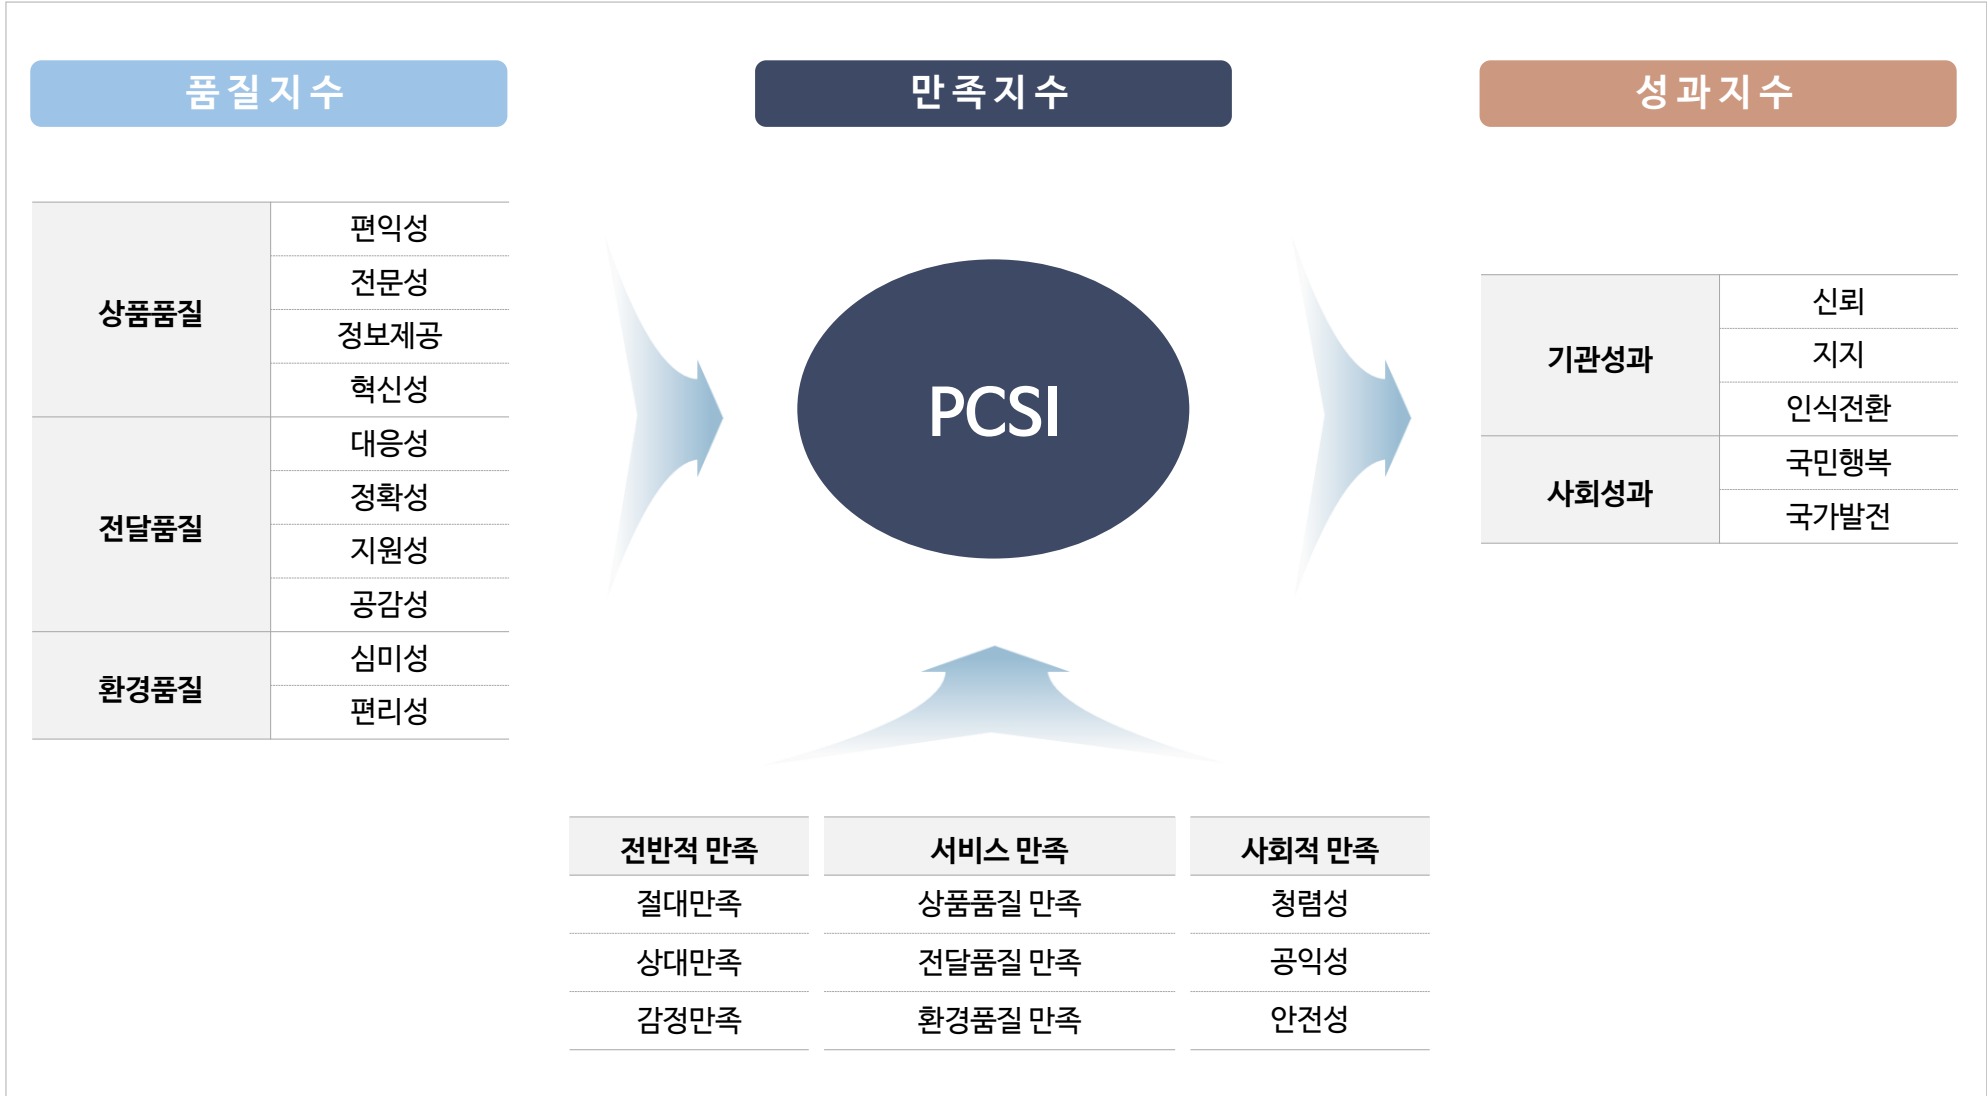 품질지수
만족지수
성과지수
상품품질
편익성
전문성
정보제공
혁신성
전달품질
대응성
정확성
지원성
공감성
환경품질
심미성
편리성
PCSI
기관성과
신뢰
지지
인식전환
사회성과
국민행복
국가발전
전반적 만족
절대만족
상대만족
감정만족
서비스 만족
상품품질 만족
전달품질 만족
환경품질 만족
사회적 만족
청렴성
공익성
안전성